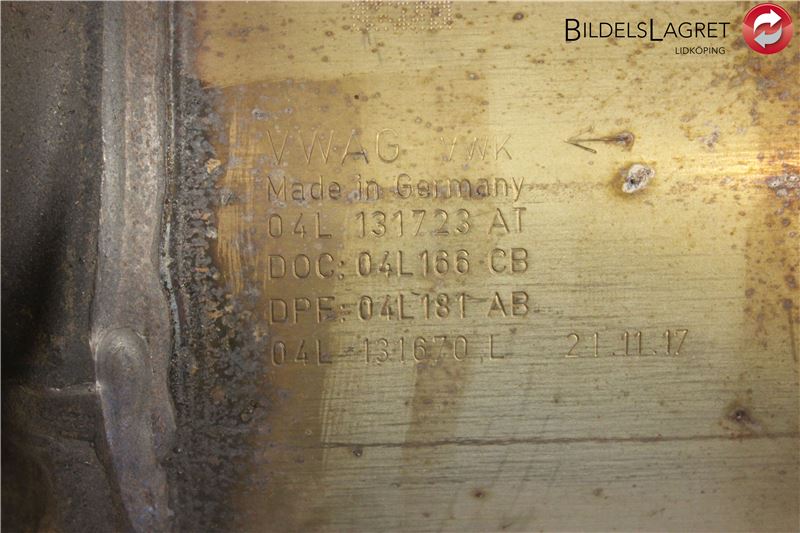 BILDELSLAGRET
LIDKÖPING
VWAG VWK
Made in Germany
04L 131723 AT
DOC: 04L166 CB
DPF: 04L181 AB
04L 131670 L 21.11.17